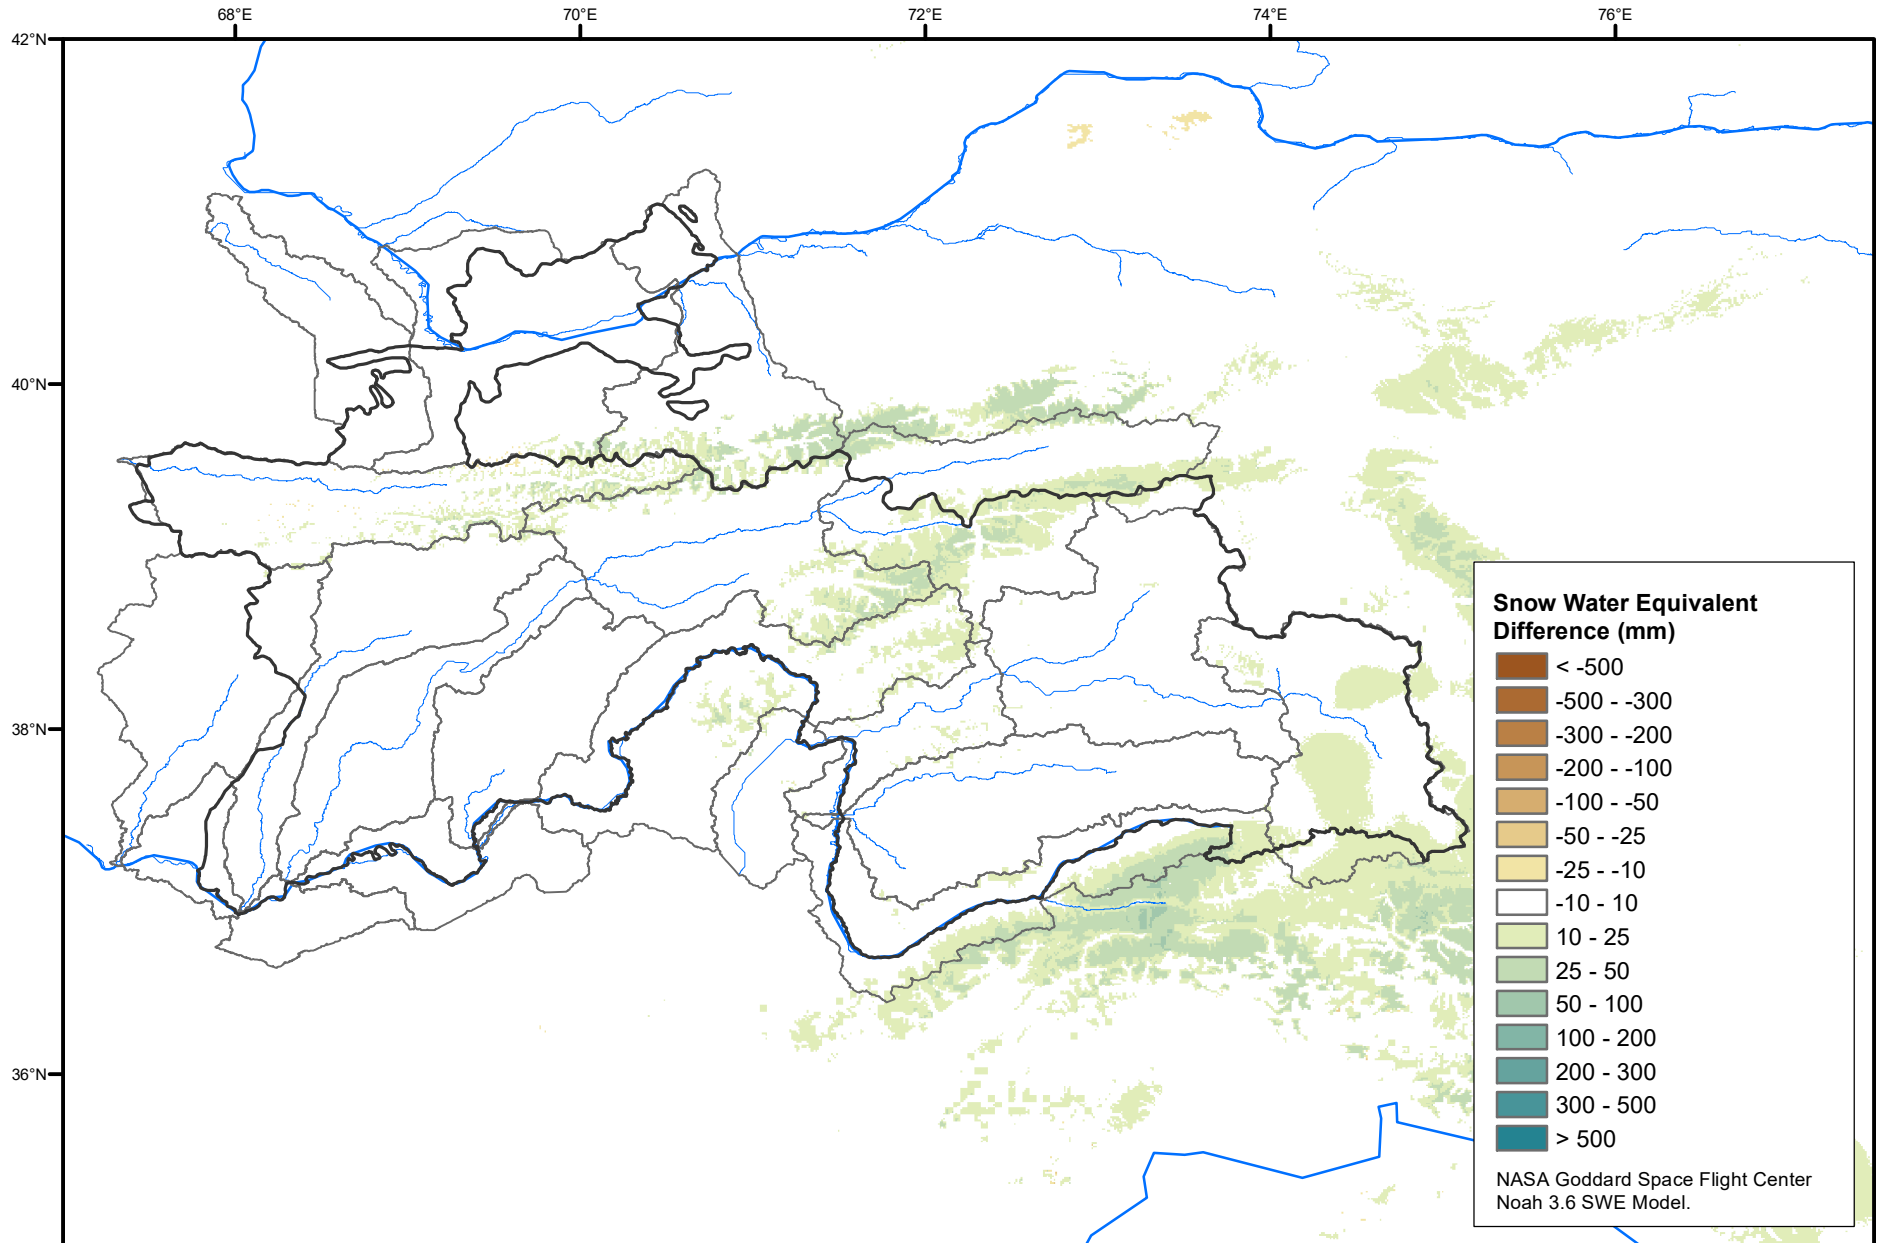 68°E
70°E
72°E
74°E
76°E
42°N
40°N
38°N
36°N
Snow Water Equivalent
Difference (mm)
< -500
-500 - -300
-300 - -200
-200 - -100
-100 - -50
-50 - -25
-25 - -10
-10 - 10
10 - 25
25 - 50
50 - 100
100 - 200
200 - 300
300 - 500
> 500
NASA Goddard Space Flight Center
Noah 3.6 SWE Model.